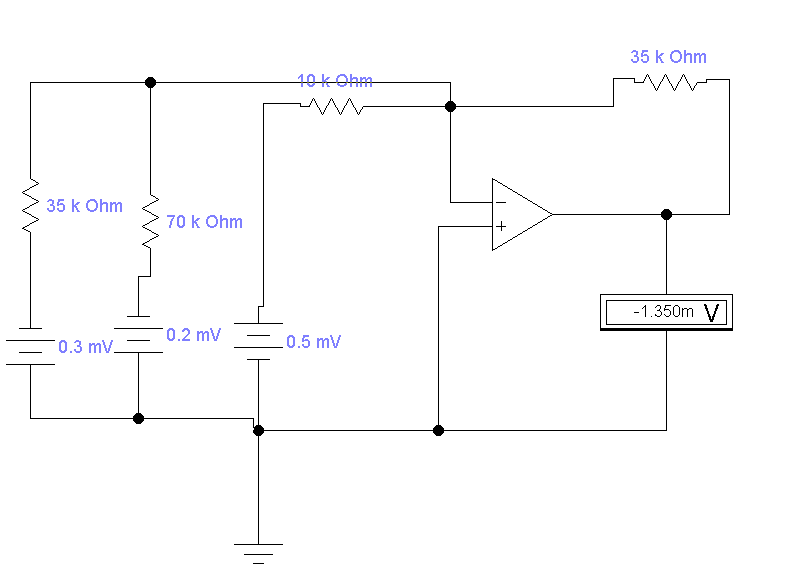 35 k Ohm
10 k Ohm
35 k Ohm
70 k Ohm
−
+
-1.350m V
0.3 mV
0.2 mV
0.5 mV